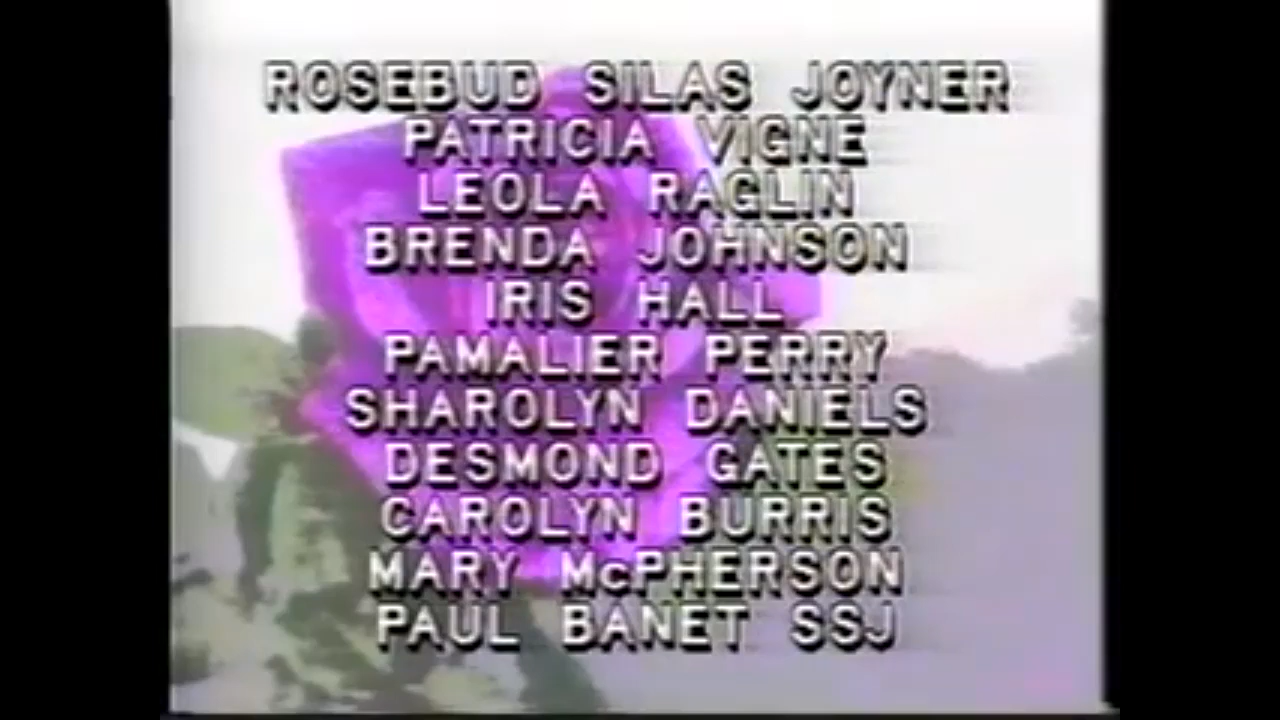 ROSEBUD SILAS JOYNER
PATRICIA VIGNE
LEOLA RAGLIN
BRENDA JOHNSON
IRIS HALL
PAMALIER PERRY
SHAROLYN DANIELS
DESMOND GATES
CAROLYN BURRIS
MARY McPHERSON
PAUL BANET SSJ